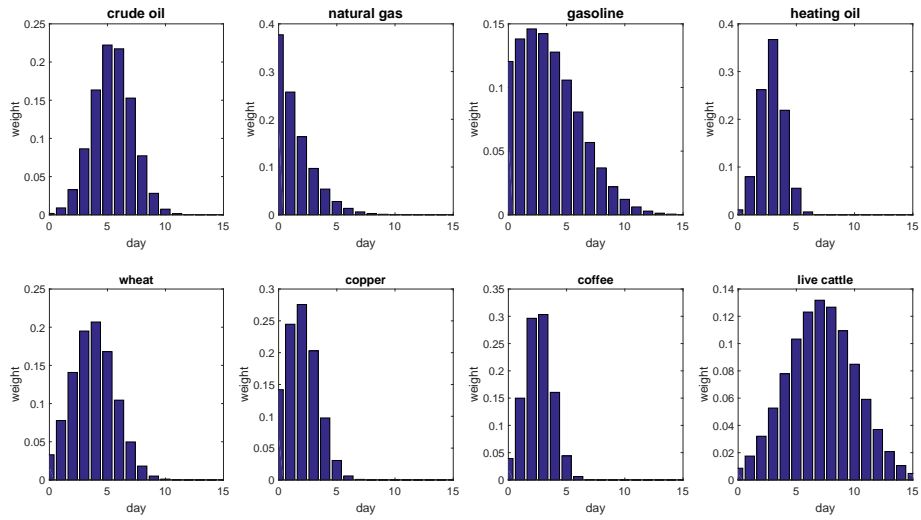 crude oil
0.25
0.2
0.15
0.1
0.05
0
weight
0 5 10 15
day
natural gas
0.4
0.3
0.2
0.1
0
weight
0 5 10 15
day
gasoline
0.15
0.1
0.05
0
weight
0 5 10 15
day
heating oil
0.4
0.3
0.2
0.1
0
weight
0 5 10 15
day
wheat
0.25
0.2
0.15
0.1
0.05
0
weight
0 5 10 15
day
copper
0.3
0.25
0.2
0.15
0.1
0.05
0
weight
0 5 10 15
day
coffee
0.35
0.3
0.25
0.2
0.15
0.1
0.05
0
weight
0 5 10 15
day
live cattle
0.14
0.12
0.1
0.08
0.06
0.04
0.02
0
weight
0 5 10 15
day